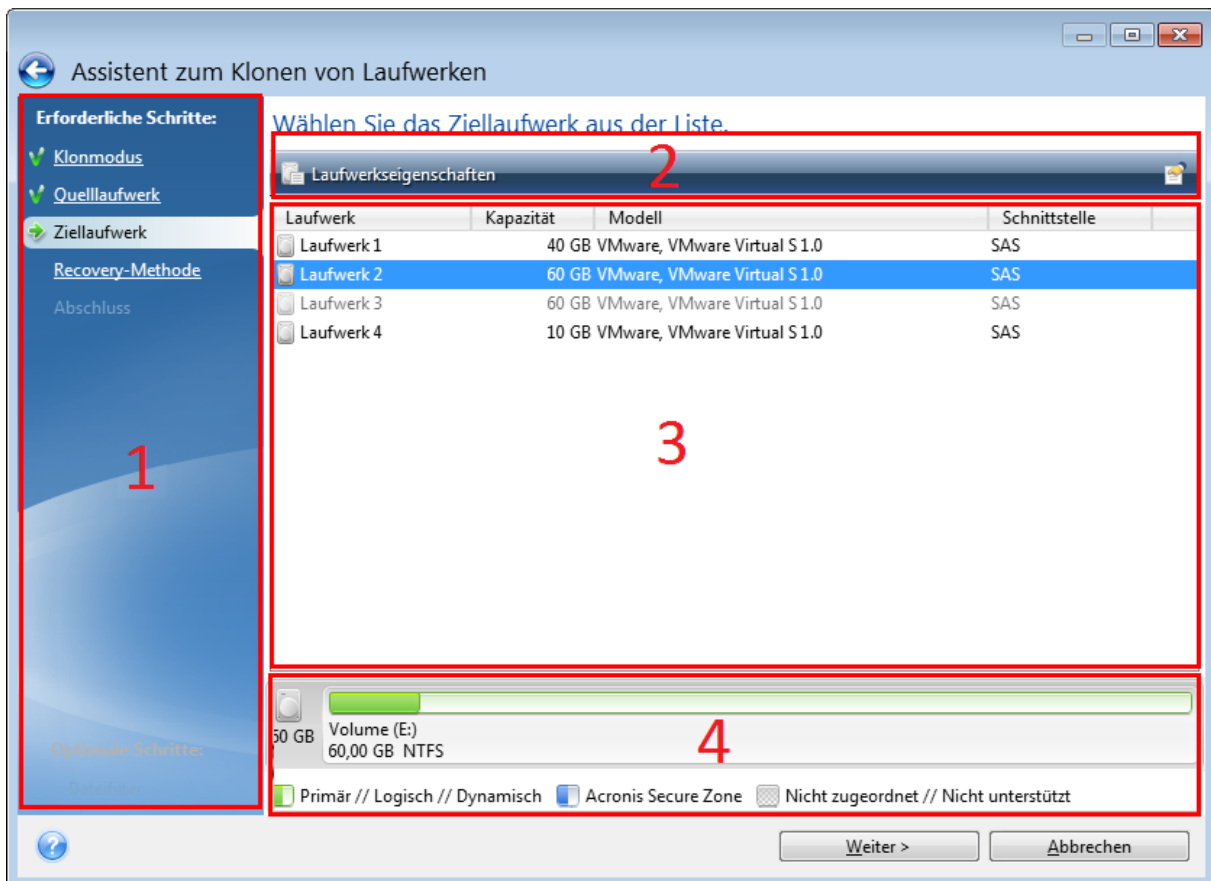 Assistent zum Klonen von Laufwerken
Erforderliche Schritte:
Klonmodus
Quelllaufwerk
Ziellaufwerk
Recovery-Methode
Abschluss
1
Optionale Schritte:
Wählen Sie das Ziellaufwerk aus der Liste.
Laufwerkseigenschaften
2
Laufwerk Kapazität Modell Schnittstelle
Laufwerk 1 40 GB VMware, VMware Virtual S 1.0 SAS
Laufwerk 2 60 GB VMware, VMware Virtual S 1.0 SAS
Laufwerk 3 60 GB VMware, VMware Virtual S 1.0 SAS
Laufwerk 4 10 GB VMware, VMware Virtual S 1.0 SAS
3
60 GB
Volume (E:)
60,00 GB NTFS
4
Primär // Logisch // Dynamisch Acronis Secure Zone Nicht zugeordnet // Nicht unterstützt
Weiter > Abbrechen